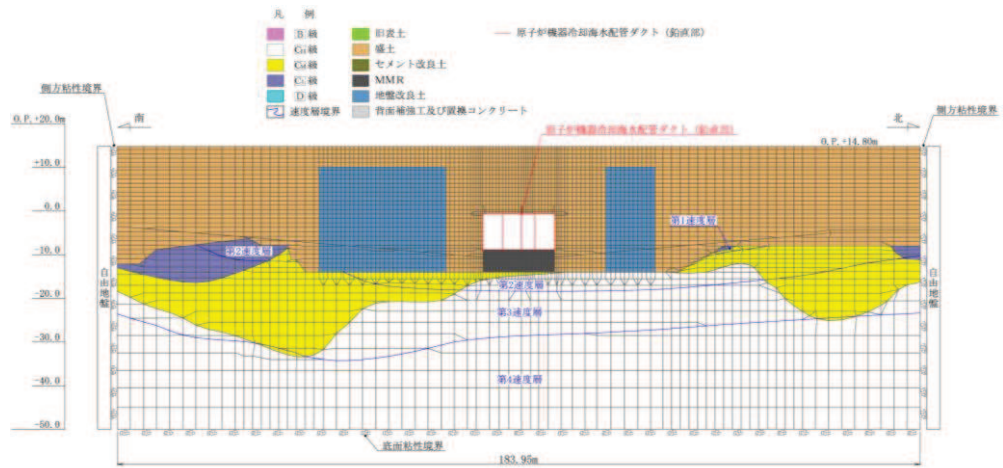 凡 例
B 級
CH 級
CM 級
CL 級
D 級
速度層境界
旧表土
盛土
セメント改良土
MMR
地盤改良土
背面補強工及び置換コンクリート
原子炉機器冷却海水配管ダクト (鉛直部)
側方粘性境界
側方粘性境界
O.P.+20.0m
南
原子炉機器冷却海水配管ダクト (鉛直部)
北
O.P.+14.80m
+10.0
-0.0
-10.0
-20.0
-30.0
-40.0
-50.0
第1速度層
第2速度層
自由地盤
自由地盤
第2速度層
第3速度層
第4速度層
底面粘性境界
183.95m